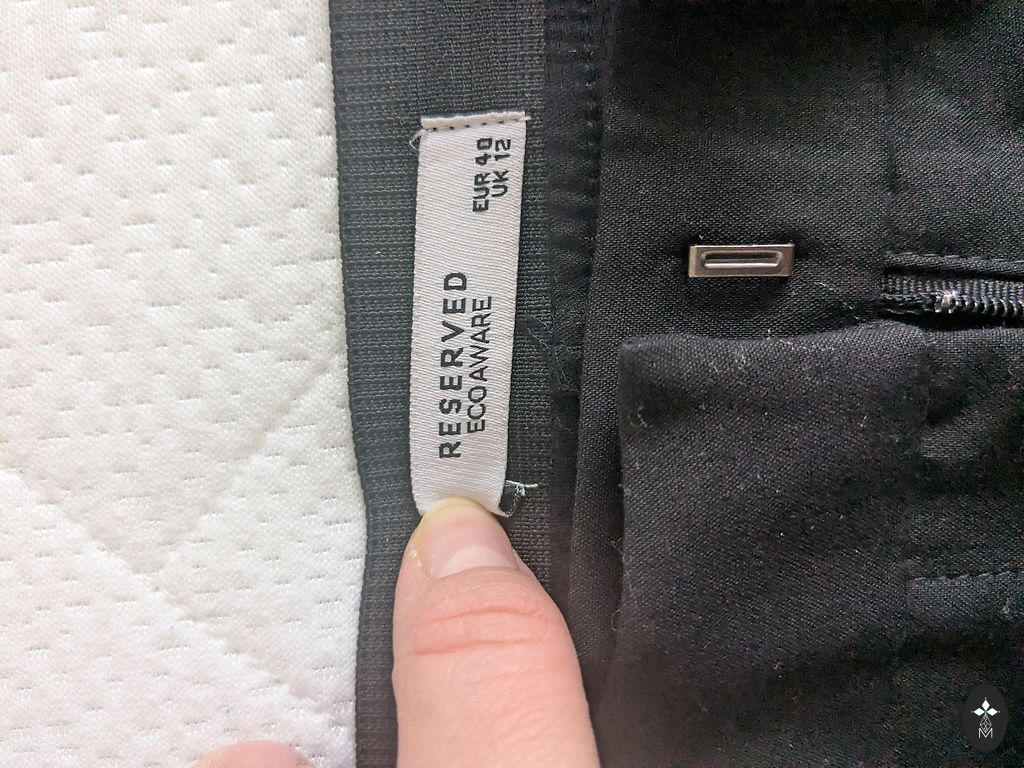 RESERVED
ECOAWARE
EUR 40
UK 12
M